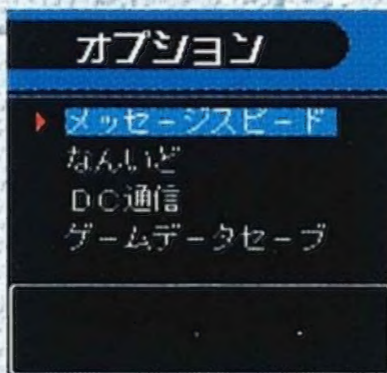 オプション
メッセージスピード
なんいど
DC通信
ゲームデータセーブ